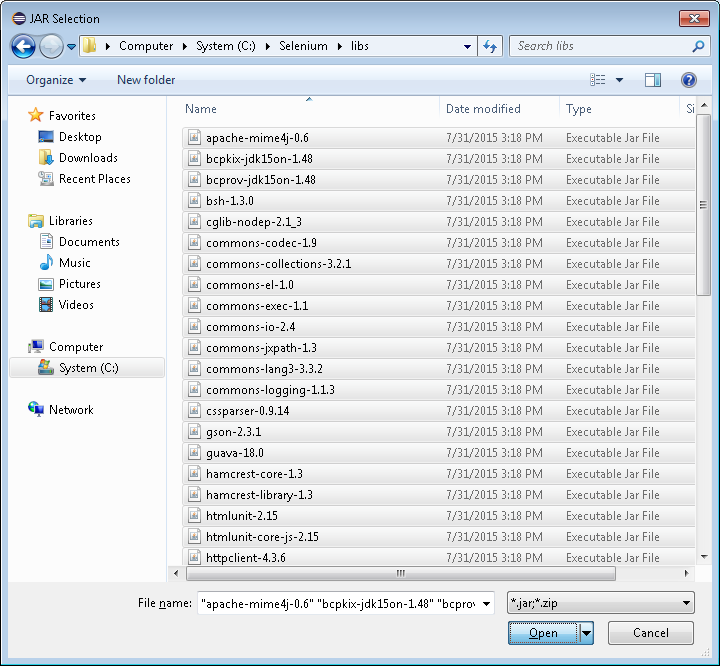 JAR Selection
Computer System (C:) Selenium libs Search libs
Organize New folder
Name Date modified Type Si
Favorites
Desktop
Downloads
Recent Places
Libraries
Documents
Music
Pictures
Videos
Computer
System (C:)
Network
apache-mime4j-0.6 7/31/2015 3:18 PM Executable Jar File
bcpkix-jdk15on-1.48 7/31/2015 3:18 PM Executable Jar File
bcprov-jdk15on-1.48 7/31/2015 3:18 PM Executable Jar File
bsh-1.3.0 7/31/2015 3:18 PM Executable Jar File
cglib-nodep-2.1_3 7/31/2015 3:18 PM Executable Jar File
commons-codec-1.9 7/31/2015 3:18 PM Executable Jar File
commons-collections-3.2.1 7/31/2015 3:18 PM Executable Jar File
commons-el-1.0 7/31/2015 3:18 PM Executable Jar File
commons-exec-1.1 7/31/2015 3:18 PM Executable Jar File
commons-io-2.4 7/31/2015 3:18 PM Executable Jar File
commons-jxpath-1.3 7/31/2015 3:18 PM Executable Jar File
commons-lang3-3.3.2 7/31/2015 3:18 PM Executable Jar File
commons-logging-1.1.3 7/31/2015 3:18 PM Executable Jar File
cssparser-0.9.14 7/31/2015 3:18 PM Executable Jar File
gson-2.3.1 7/31/2015 3:18 PM Executable Jar File
guava-18.0 7/31/2015 3:18 PM Executable Jar File
hamcrest-core-1.3 7/31/2015 3:18 PM Executable Jar File
hamcrest-library-1.3 7/31/2015 3:18 PM Executable Jar File
htmlunit-2.15 7/31/2015 3:18 PM Executable Jar File
htmlunit-core-js-2.15 7/31/2015 3:18 PM Executable Jar File
httpclient-4.3.6 7/31/2015 3:18 PM Executable Jar File
File name: "apache-mime4j-0.6" "bcpkix-jdk15on-1.48" "bcprov *.jar;*.zip
Open Cancel